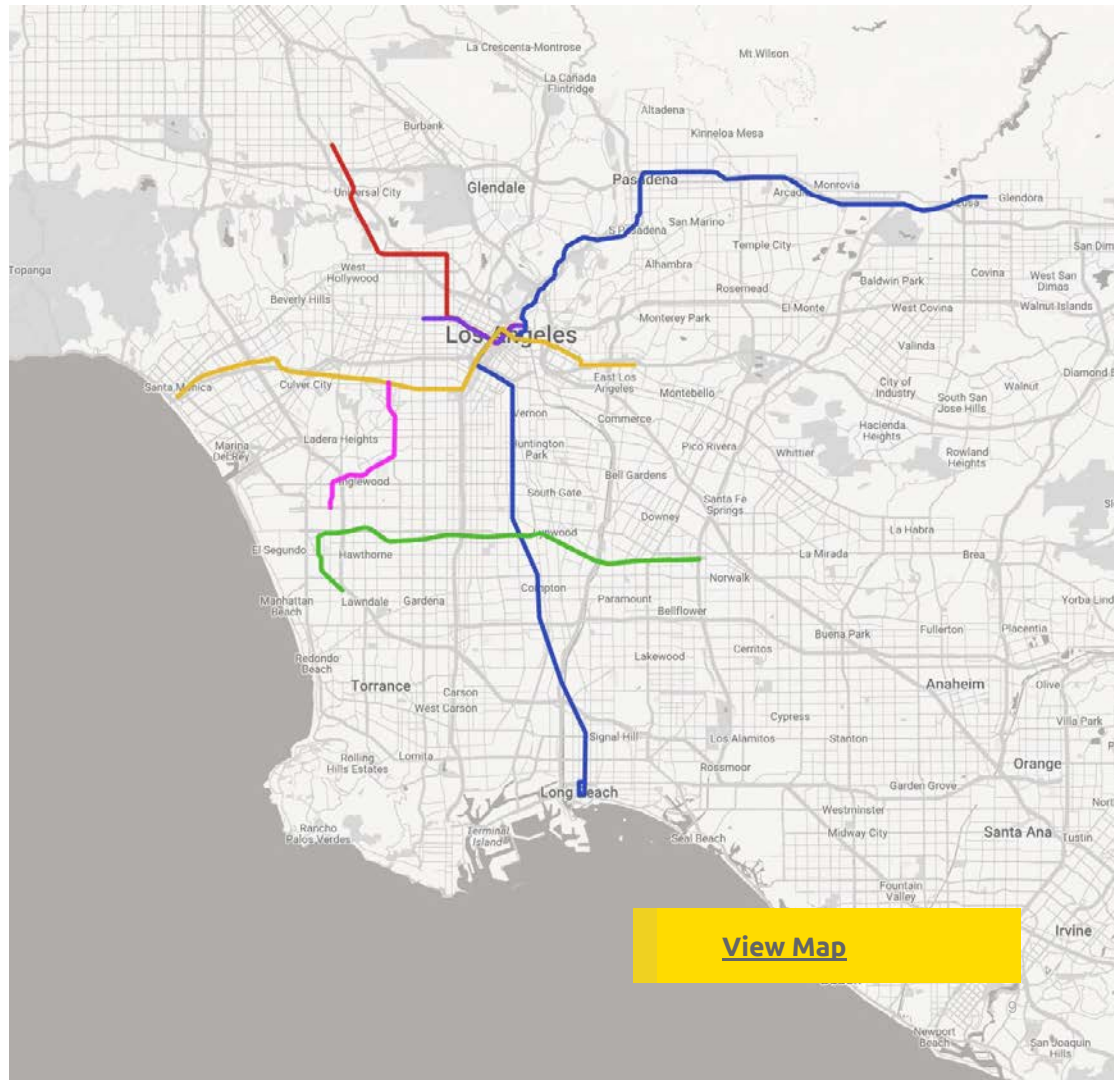 La Crescenta-Montrose
Mt Wilson
La Cañada
Flintridge
Altadena
Burbank
Kinneloa Mesa
Universal City
Glendale
Pasadena
Monrovia
Glendora
San Marino
S Pasadena
Temple City
San Dim
Topanga
West
Hollywood
Alhambra
Covina
West San
Dimas
Rosemead
Baldwin Park
Beverly Hills
El Monte
West Covina
Walnut Islands
Monterey Park
Los Angeles
Valinda
Santa Monica
Culver City
East Los
Angeles
Montebello
City of
Industry
Walnut
Diamond B
South San
Jose Hills
Vernon
Commerce
Hacienda
Heights
Marina
Del Rey
Ladera Heights
Huntington
Park
Pico Rivera
Whittier
Rowland
Heights
Inglewood
Bell Gardens
South Gate
Santa Fe
Springs
Downey
La Habra
Lynwood
El Segundo
Hawthorne
La Mirada
Brea
Compton
Norwalk
Manhattan
Beach
Lawndale
Gardena
Paramount
Bellflower
Yorba Lind
Buena Park
Fullerton
Placentia
Redondo
Beach
Lakewood
Cerritos
Torrance
Carson
Anaheim
Olive
West Carson
Cypress
Villa Park
Signal Hill
Los Alamitos
Stanton
Rolling
Hills Estates
Lomita
Rossmoor
Orange
Long Beach
Garden Grove
Westminster
Rancho
Palos Verdes
Terminal
Island
Seal Beach
Midway City
Santa Ana
Tustin
Fountain
Valley
Irvine
View Map
Newport
Beach
San Joaquin
Hills